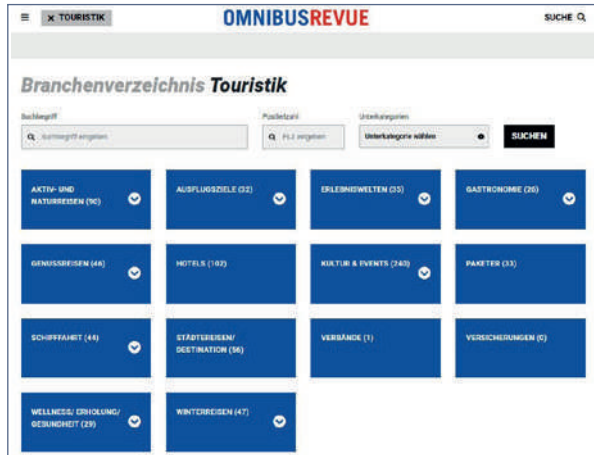 × TOURISTIK
OMNIBUSREVUE
SUCHE
Branchenverzeichnis Touristik
Suchbegriff
Postleitzahl
Unterkategorien
Suchbegriff eingeben
PLZ eingeben
Unterkategorie wählen
SUCHEN
AKTIV- UND
NATURREISEN (90)
AUSFLUGSZIELE (32)
ERLEBNISWELTEN (35)
GASTRONOMIE (26)
GENUSSREISEN (46)
HOTELS (102)
KULTUR & EVENTS (240)
PAKETER (33)
SCHIFFFAHRT (44)
STÄDTEREISEN/
DESTINATION (56)
VERBÄNDE (1)
VERSICHERUNGEN (0)
WELLNESS/ ERHOLUNG/
GESUNDHEIT (29)
WINTERREISEN (47)